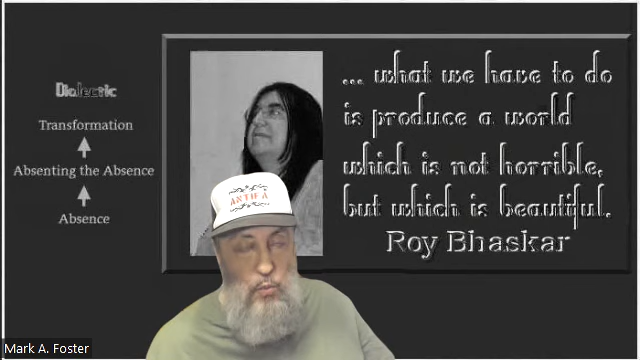 Dialectic
Transformation
Absenting the Absence
Absence
... what we have to do
is produce a world
which is not horrible,
but which is beautiful.
Roy Bhaskar
ANTIFA
Mark A. Foster